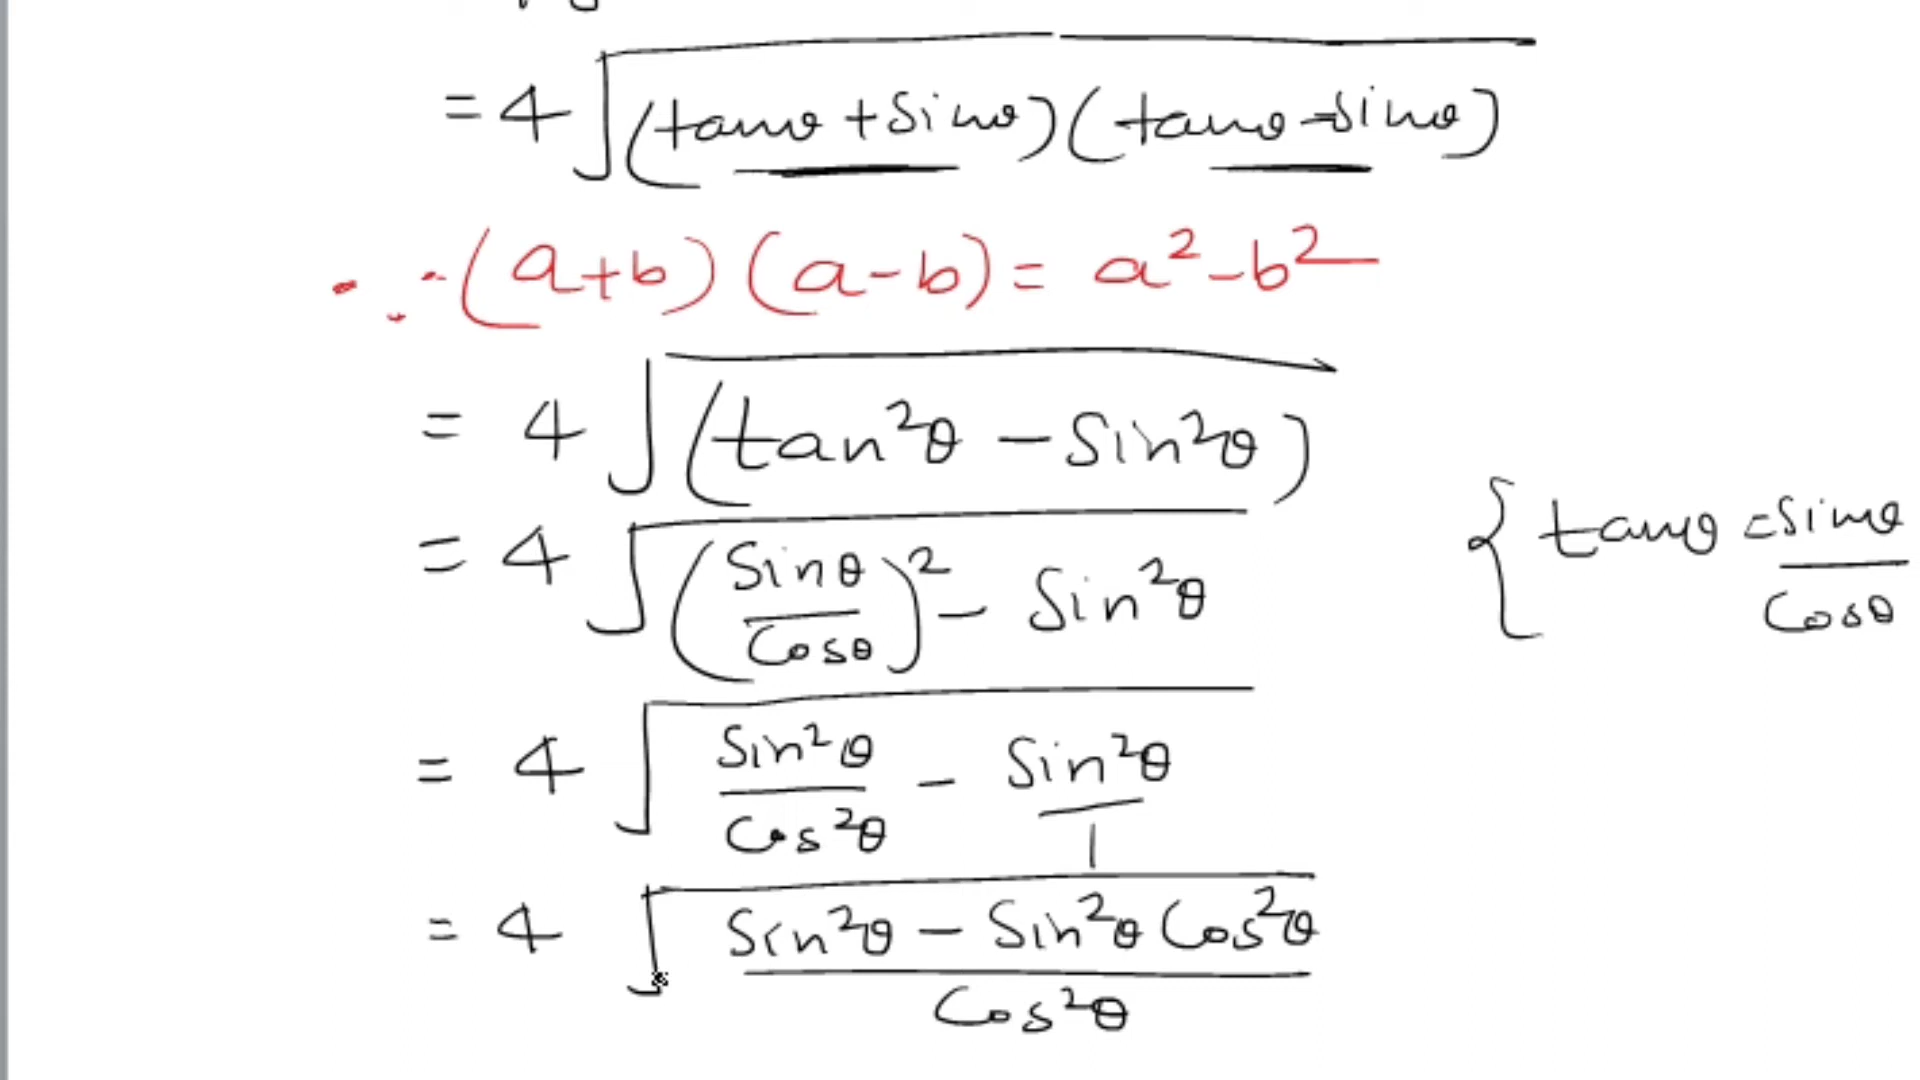 = 4 √(tanθ + Sinθ) (tanθ - sinθ)
∵ (a+b) (a-b) = a² - b²
= 4 √(tan²θ - Sin²θ)
= 4 √(Sinθ/Cosθ)² - Sin²θ
{ tanθ = Sinθ/Cosθ
= 4 √Sin²θ/Cos²θ - Sin²θ/1
= 4 √Sin²θ - Sin²θ Cos²θ/Cos²θ